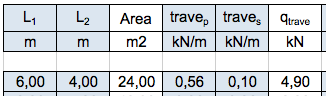 L₁ L₂ Area traveₚ traveₛ qtrave
m m m2 kN/m kN/m kN
6,00 4,00 24,00 0,56 0,10 4,90